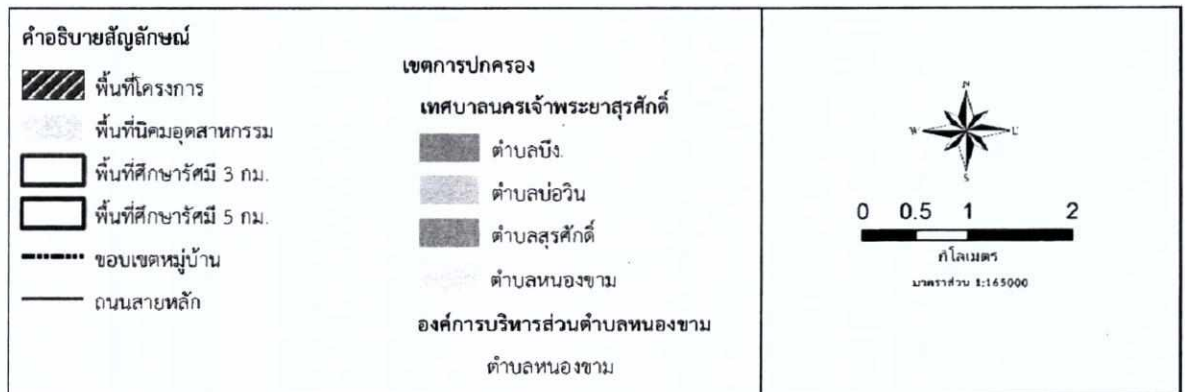 คำอธิบายสัญลักษณ์
พื้นที่โครงการ
พื้นที่นิคมอุตสาหกรรม
พื้นที่ศึกษารัศมี 3 กม.
พื้นที่ศึกษารัศมี 5 กม.
ขอบเขตหมู่บ้าน
ถนนสายหลัก
เขตการปกครอง
เทศบาลนครเจ้าพระยาสุรศักดิ์
ตำบลบึง
ตำบลบ่อวิน
ตำบลสุรศักดิ์
ตำบลหนองขาม
องค์การบริหารส่วนตำบลหนองขาม
ตำบลหนองขาม
N
W
S
0 0.5 1 2
กิโลเมตร
มาตราส่วน 1:165000